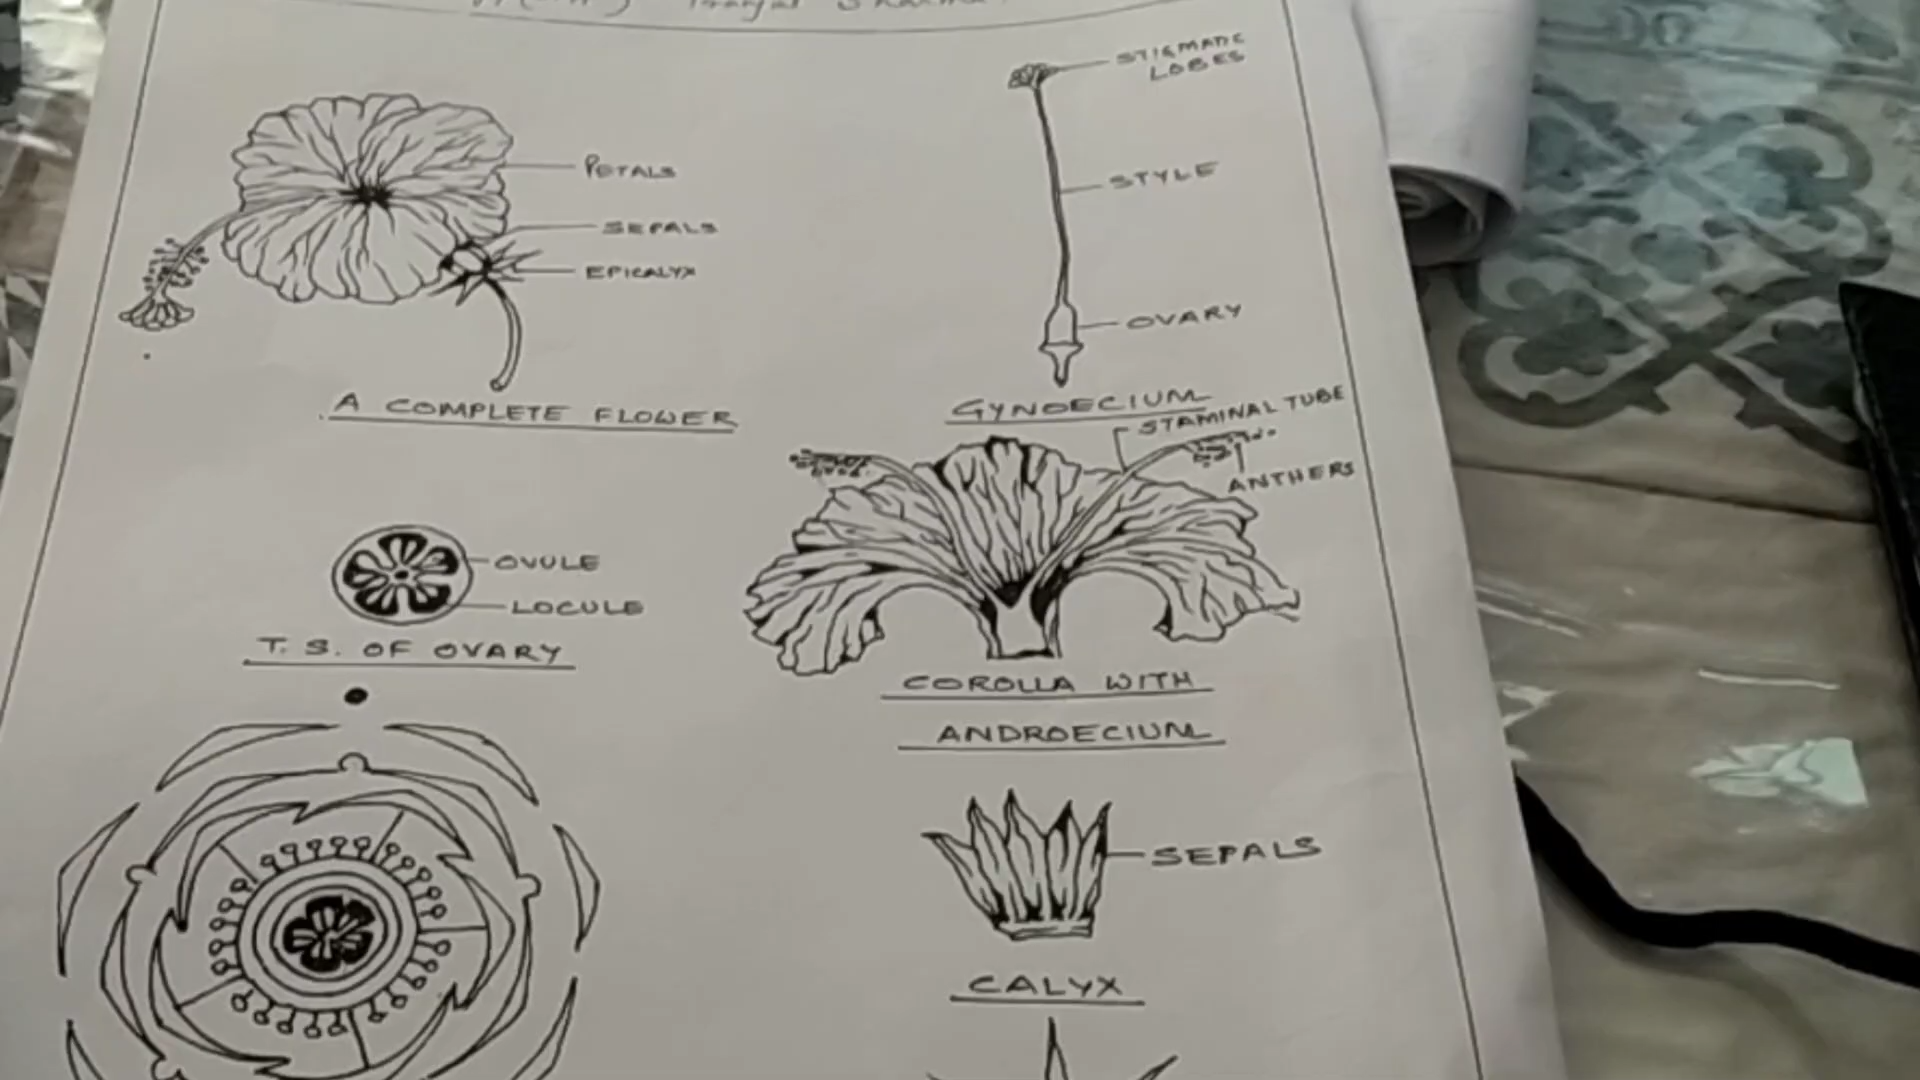 STIGMATIC
LOBES
PETALS
STYLE
SEPALS
EPICALYX
OVARY
A COMPLETE FLOWER
GYNOECIUM
STAMINAL TUBE
ANTHERS
OVULE
LOCULE
T. S. OF OVARY
COROLLA WITH
ANDROECIUM
SEPALS
CALYX